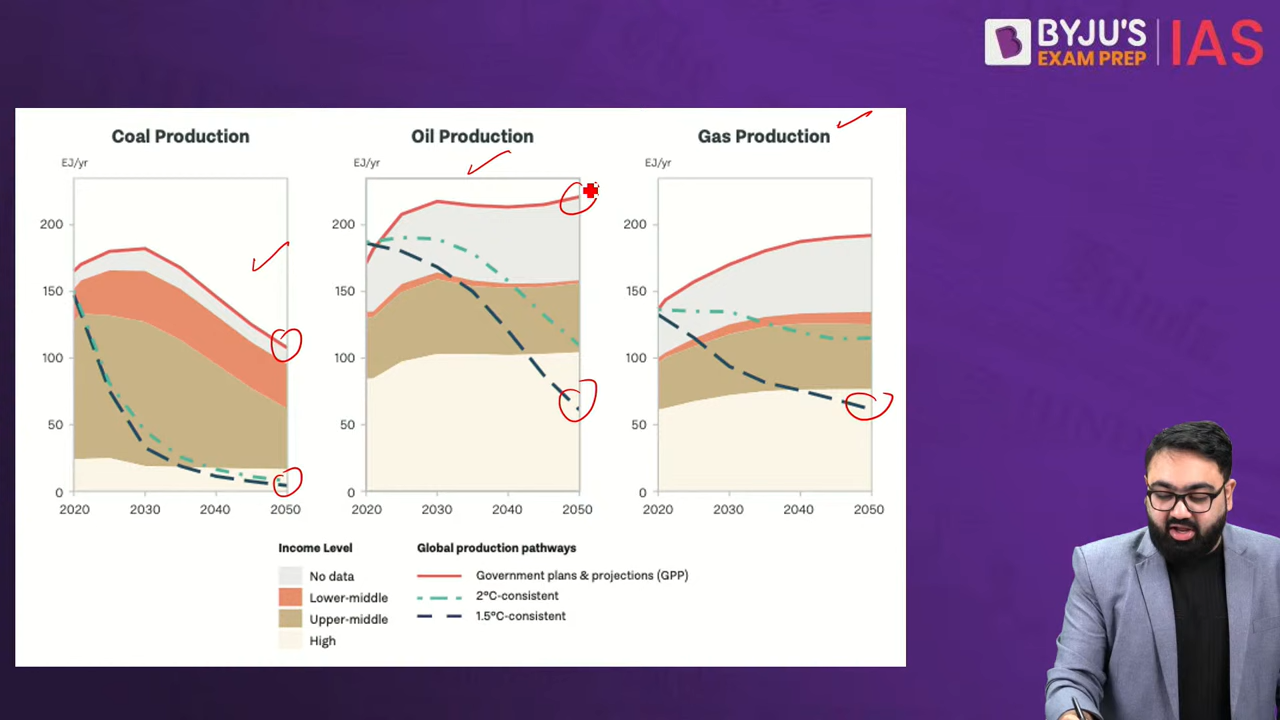 BYJU'S
EXAM PREP
IAS
Coal Production
EJ/yr
200
150
100
50
0
2020 2030 2040 2050
Oil Production
EJ/yr
200
150
100
50
0
2020 2030 2040 2050
Gas Production
EJ/yr
200
150
100
50
0
2020 2030 2040 2050
Income Level
No data
Lower-middle
Upper-middle
High
Global production pathways
Government plans & projections (GPP)
2°C-consistent
1.5°C-consistent